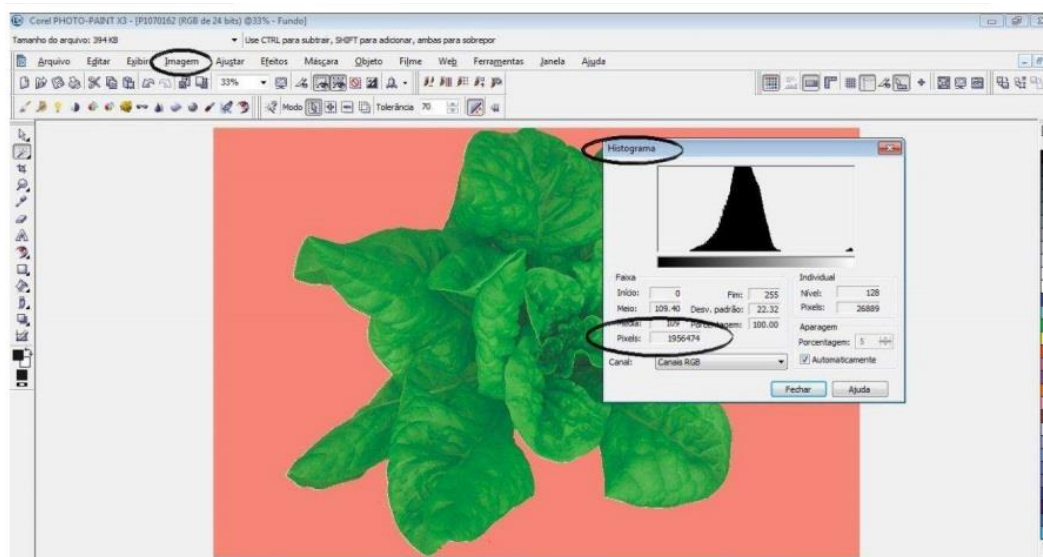 Corel PHOTO-PAINT X3 - [P1070162 (RGB de 24 bits) @33% - Fundo]
Tamanho do arquivo: 394 KB Use CTRL para subtrair, SHIFT para adicionar, ambas para sobrepor
Arquivo Editar Exibir Imagem Ajustar Efeitos Máscara Objeto Filme Web Ferramentas Janela Ajuda
33%
Modo Tolerância 70
Histograma
Faixa Individual
Início: 0 Fim: 255 Nível: 128
Meio: 109.40 Desv. padrão: 22.32 Pixels: 26889
Média: 109 Porcentagem: 100.00 Aparagem
Pixels: 1956474 Porcentagem: 5
Canal: Canais RGB Automaticamente
Fechar Ajuda